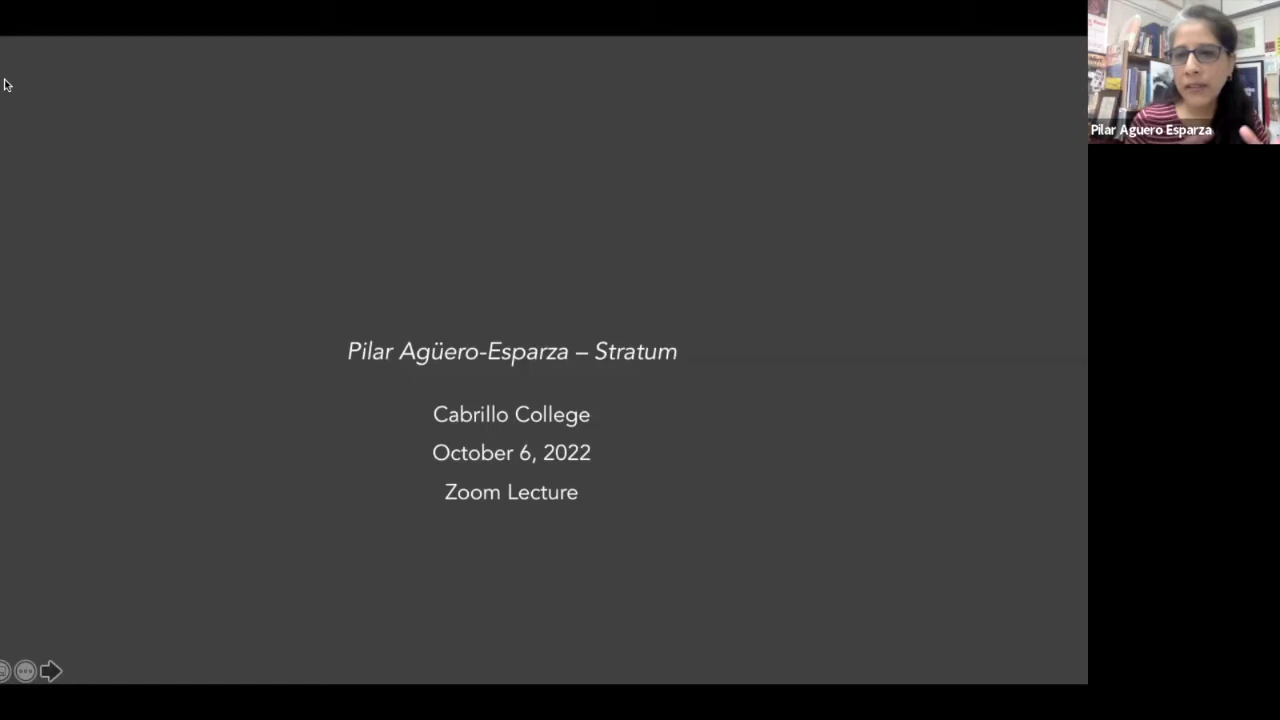 Pilar Agüero-Esparza – Stratum
Cabrillo College
October 6, 2022
Zoom Lecture
Pilar Aguero Esparza